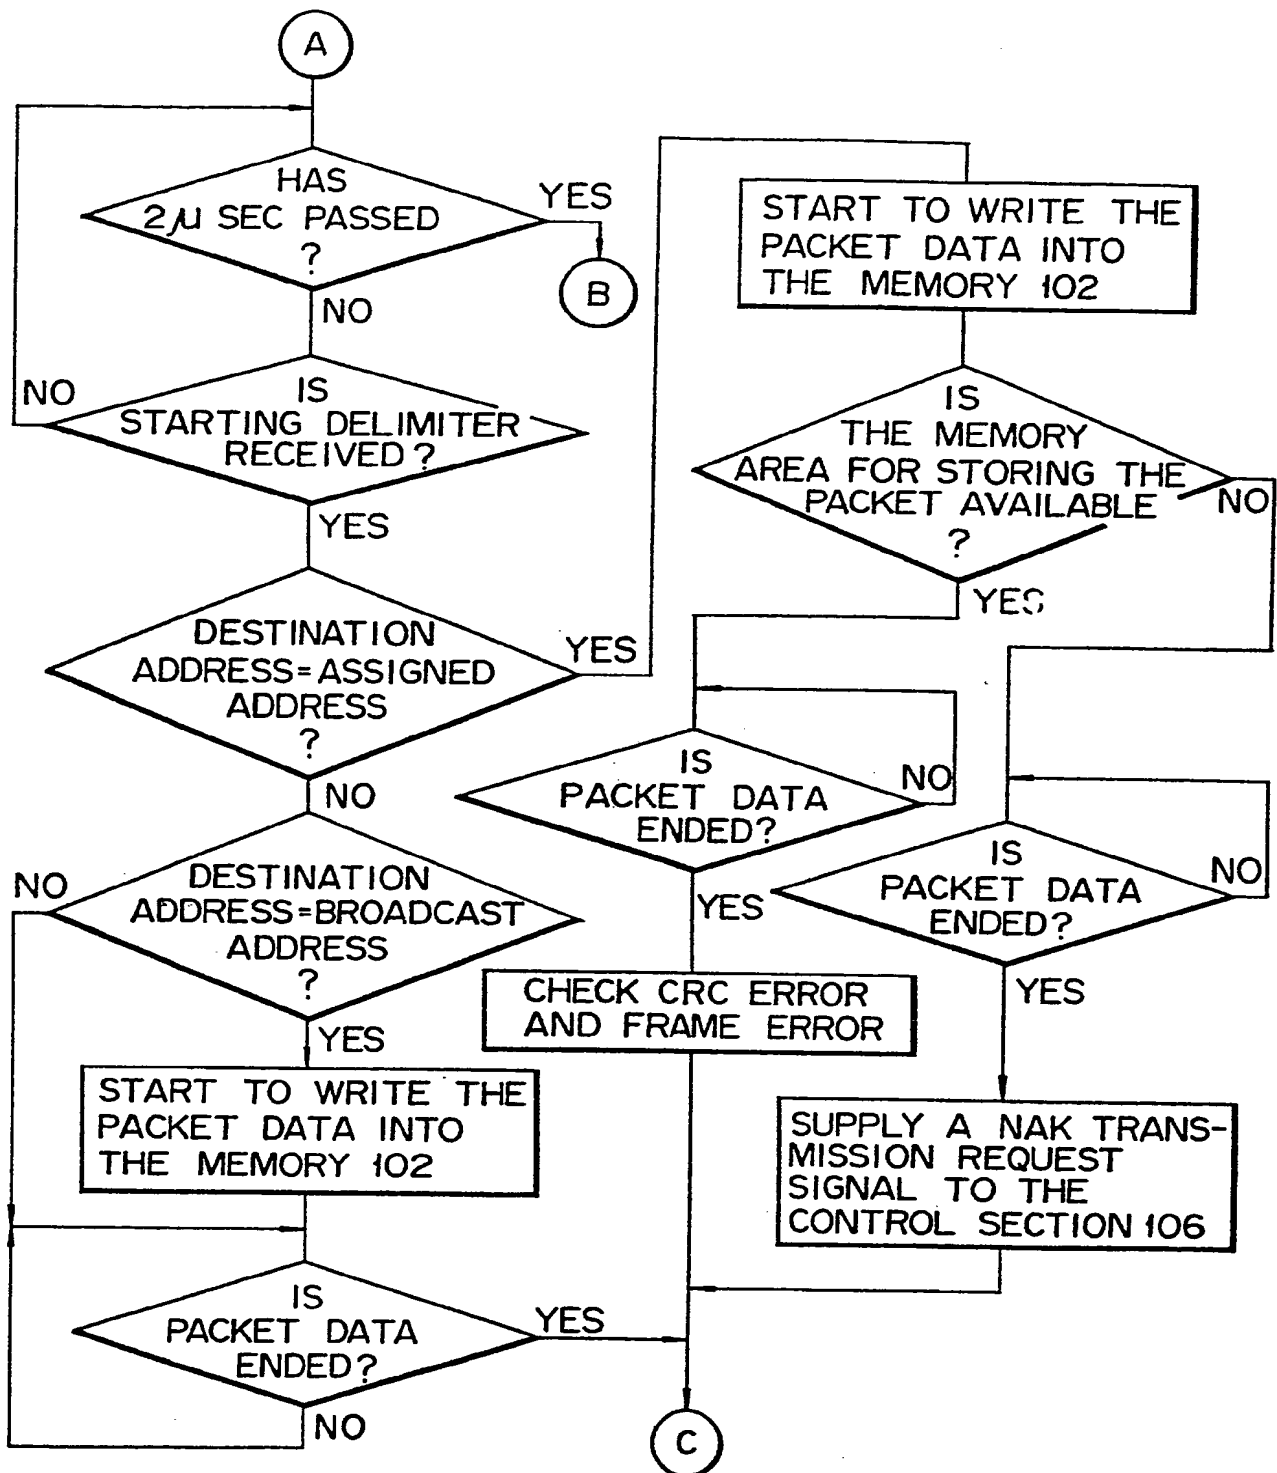 A
HAS
2μ SEC PASSED
?
YES
B
NO
IS
STARTING DELIMITER
RECEIVED?
NO
YES
DESTINATION
ADDRESS=ASSIGNED
ADDRESS
?
YES
NO
DESTINATION
ADDRESS=BROADCAST
ADDRESS
?
NO
YES
START TO WRITE THE
PACKET DATA INTO
THE MEMORY 102
IS
PACKET DATA
ENDED?
YES
NO
START TO WRITE THE
PACKET DATA INTO
THE MEMORY 102
IS
THE MEMORY
AREA FOR STORING THE
PACKET AVAILABLE
?
NO
YES
IS
PACKET DATA
ENDED?
NO
YES
CHECK CRC ERROR
AND FRAME ERROR
IS
PACKET DATA
ENDED?
NO
YES
SUPPLY A NAK TRANS-
MISSION REQUEST
SIGNAL TO THE
CONTROL SECTION 106
C